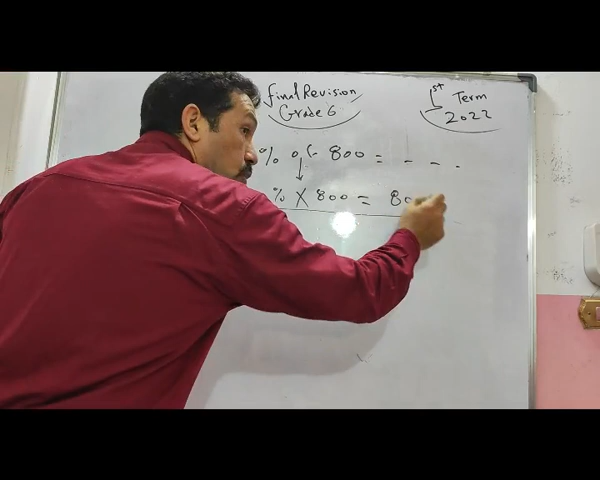 Final Revision
Grade 6
1st Term
2022
% of 800 = - - - .
% X 800 = 80